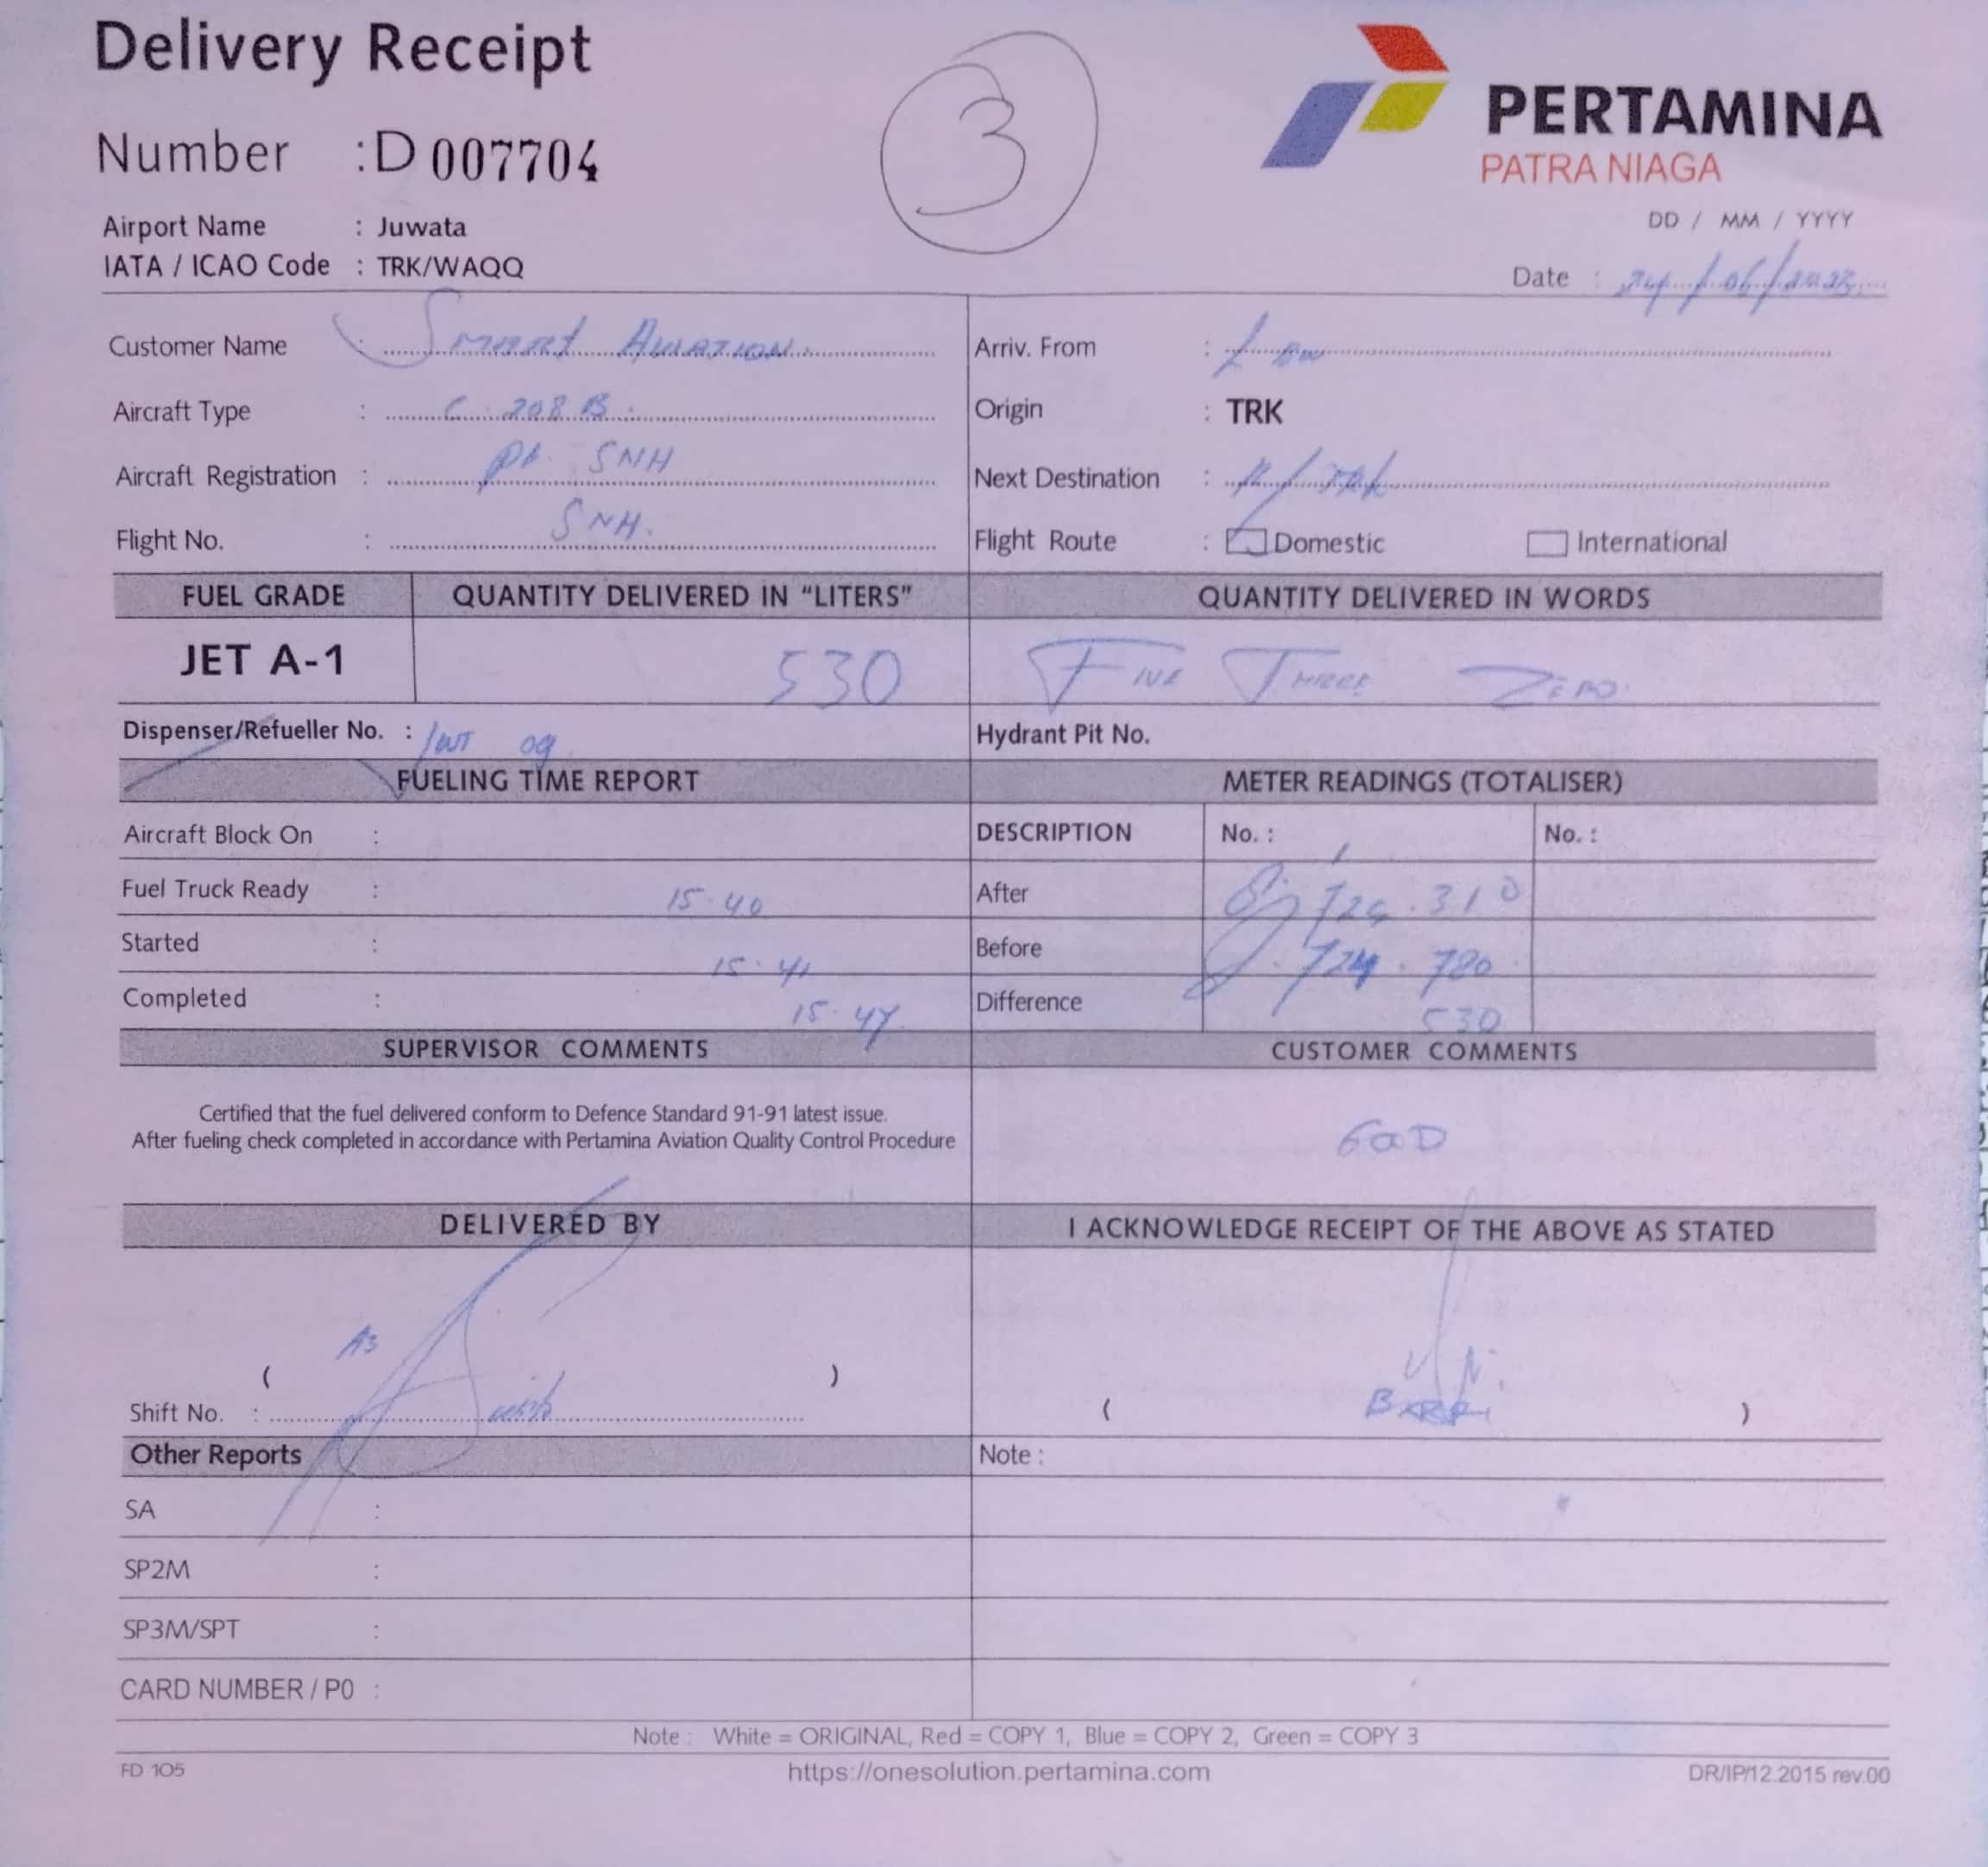 Delivery Receipt
3
PERTAMINA
PATRA NIAGA
Number : D 007704
Airport Name : Juwata
IATA / ICAO Code : TRK/WAQQ
DD / MM / YYYY
Date :
Customer Name : SMART AVIATION
Arriv. From :
Aircraft Type : C 208 B
Origin : TRK
Aircraft Registration : PK-SNH
Next Destination :
Flight No. : SNH.
Flight Route : Domestic International
FUEL GRADE QUANTITY DELIVERED IN "LITERS" QUANTITY DELIVERED IN WORDS
JET A-1 530 FIVE THREE ZERO
Dispenser/Refueller No. : 09
Hydrant Pit No.
FUELING TIME REPORT METER READINGS (TOTALISER)
Aircraft Block On :
DESCRIPTION No. : No. :
Fuel Truck Ready : 15.40
After 310
Started : 15.41
Before 724.780
Completed : 15.47
Difference 530
SUPERVISOR COMMENTS CUSTOMER COMMENTS
Certified that the fuel delivered conform to Defence Standard 91-91 latest issue.
After fueling check completed in accordance with Pertamina Aviation Quality Control Procedure
GOOD
DELIVERED BY I ACKNOWLEDGE RECEIPT OF THE ABOVE AS STATED
( )
Shift No. :
( )
Other Reports Note :
SA :
SP2M :
SP3M/SPT :
CARD NUMBER / PO :
Note : White = ORIGINAL, Red = COPY 1, Blue = COPY 2, Green = COPY 3
FD 105 https://onesolution.pertamina.com DR/IP/12.2015 rev.00